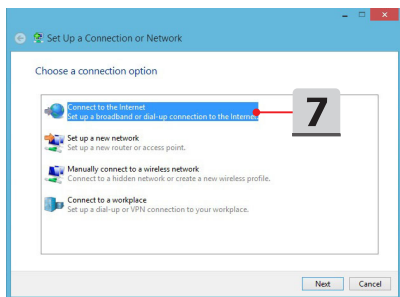 Set Up a Connection or Network
Choose a connection option
Connect to the Internet
Set up a broadband or dial-up connection to the Internet.
7
Set up a new network
Set up a new router or access point.
Manually connect to a wireless network
Connect to a hidden network or create a new wireless profile.
Connect to a workplace
Set up a dial-up or VPN connection to your workplace.
Next Cancel